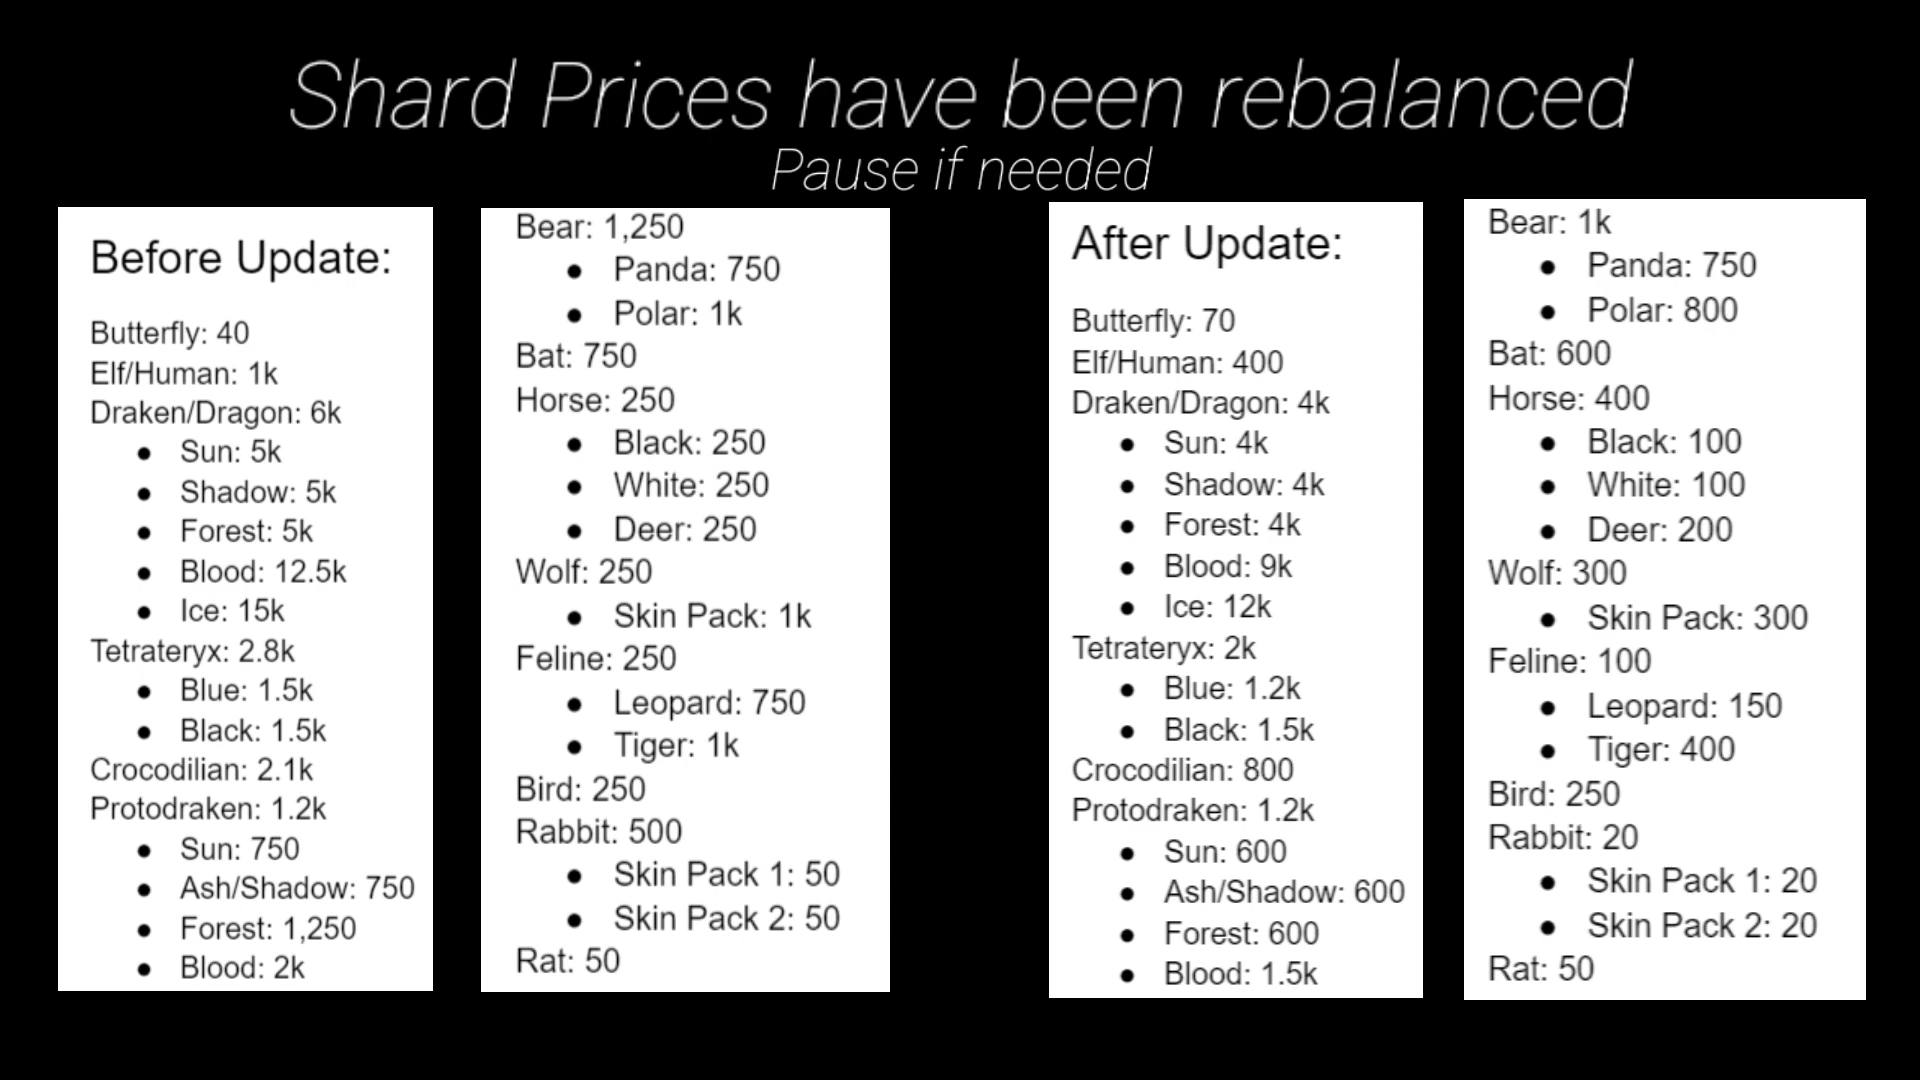 Shard Prices have been rebalanced
Pause if needed
Before Update:
Butterfly: 40
Elf/Human: 1k
Draken/Dragon: 6k
● Sun: 5k
● Shadow: 5k
● Forest: 5k
● Blood: 12.5k
● Ice: 15k
Tetrateryx: 2.8k
● Blue: 1.5k
● Black: 1.5k
Crocodilian: 2.1k
Protodraken: 1.2k
● Sun: 750
● Ash/Shadow: 750
● Forest: 1,250
● Blood: 2k
Bear: 1,250
● Panda: 750
● Polar: 1k
Bat: 750
Horse: 250
● Black: 250
● White: 250
● Deer: 250
Wolf: 250
● Skin Pack: 1k
Feline: 250
● Leopard: 750
● Tiger: 1k
Bird: 250
Rabbit: 500
● Skin Pack 1: 50
● Skin Pack 2: 50
Rat: 50
After Update:
Butterfly: 70
Elf/Human: 400
Draken/Dragon: 4k
● Sun: 4k
● Shadow: 4k
● Forest: 4k
● Blood: 9k
● Ice: 12k
Tetrateryx: 2k
● Blue: 1.2k
● Black: 1.5k
Crocodilian: 800
Protodraken: 1.2k
● Sun: 600
● Ash/Shadow: 600
● Forest: 600
● Blood: 1.5k
Bear: 1k
● Panda: 750
● Polar: 800
Bat: 600
Horse: 400
● Black: 100
● White: 100
● Deer: 200
Wolf: 300
● Skin Pack: 300
Feline: 100
● Leopard: 150
● Tiger: 400
Bird: 250
Rabbit: 20
● Skin Pack 1: 20
● Skin Pack 2: 20
Rat: 50